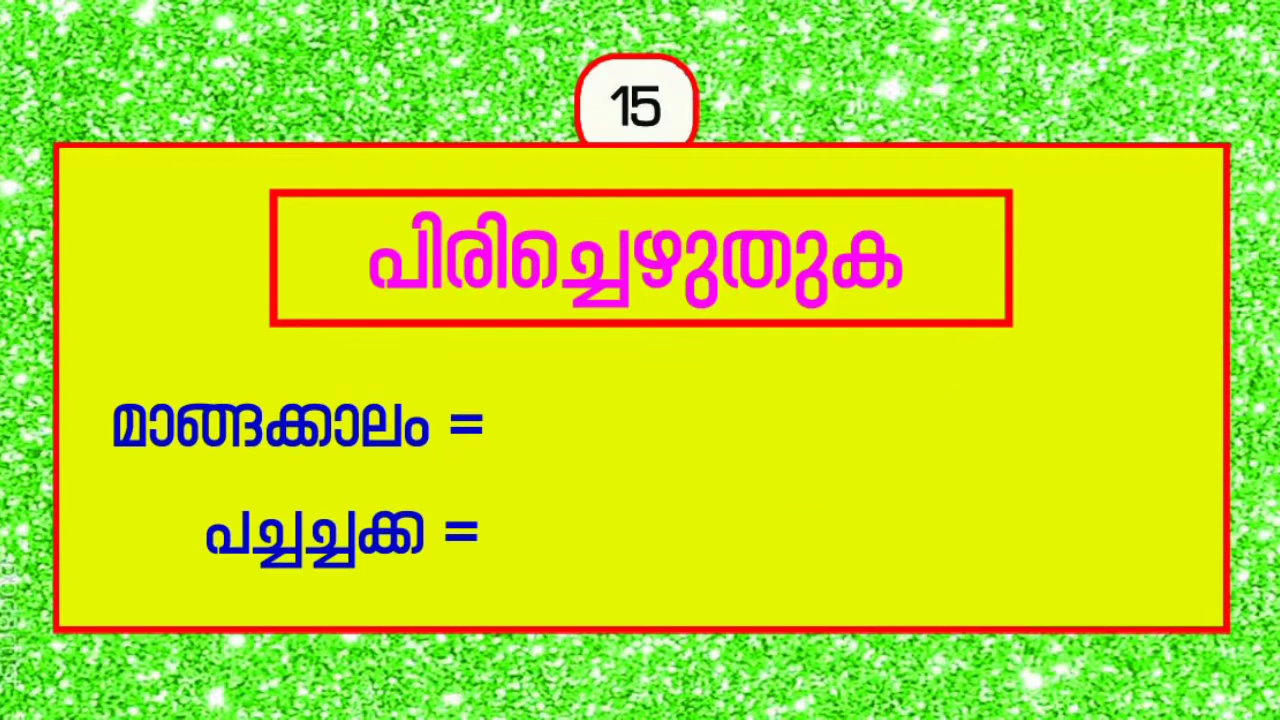 15
പിരിച്ചെഴുതുക
മാങ്ങക്കാലം =
പച്ചച്ചക്ക =